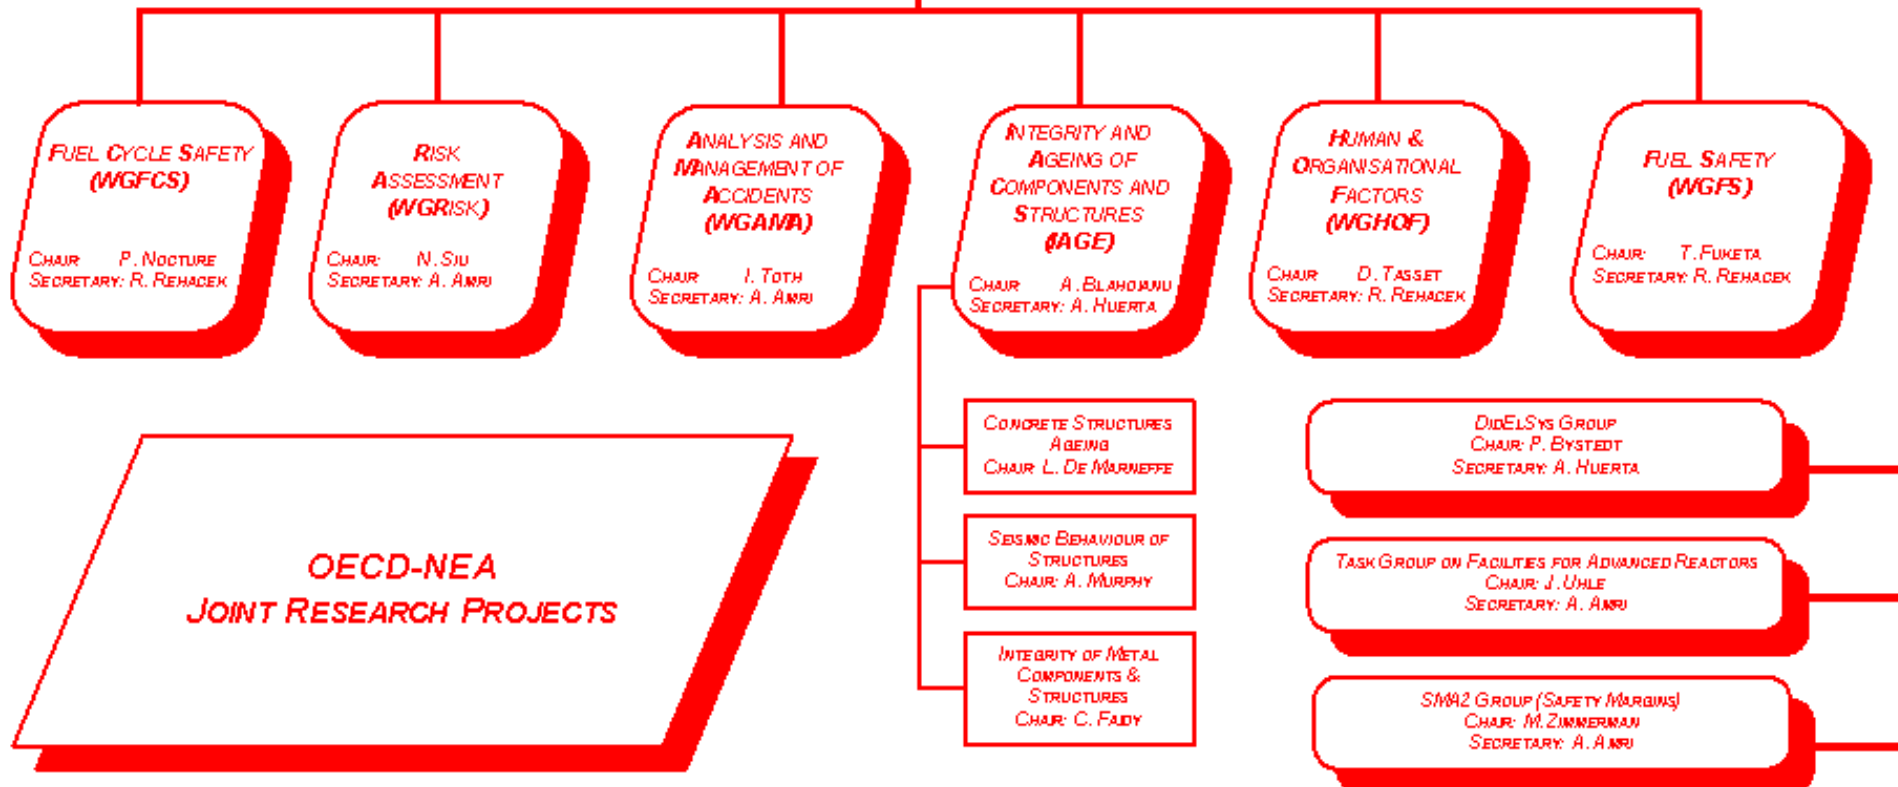 FUEL CYCLE SAFETY
(WGFCS)
CHAIR P. NOCTURE
SECRETARY: R. REHACEK
RISK
ASSESSMENT
(WGRISK)
CHAIR: N. SIU
SECRETARY: A. AMRI
ANALYSIS AND
MANAGEMENT OF
ACCIDENTS
(WGAMA)
CHAIR I. TOTH
SECRETARY: A. AMRI
INTEGRITY AND
AGEING OF
COMPONENTS AND
STRUCTURES
(IAGE)
CHAIR A. BLAHOIANU
SECRETARY: A. HUERTA
HUMAN &
ORGANISATIONAL
FACTORS
(WGHOF)
CHAIR D. TASSET
SECRETARY: R. REHACEK
FUEL SAFETY
(WGFS)
CHAIR: T. FUKETA
SECRETARY: R. REHACEK
CONCRETE STRUCTURES
AGEING
CHAIR: L. DE MARNEFFE
SEISMIC BEHAVIOUR OF
STRUCTURES
CHAIR: A. MURPHY
INTEGRITY OF METAL
COMPONENTS &
STRUCTURES
CHAIR: C. FAIDY
DIDELSYS GROUP
CHAIR: P. BYSTEDT
SECRETARY: A. HUERTA
TASK GROUP ON FACILITIES FOR ADVANCED REACTORS
CHAIR: J. UHLE
SECRETARY: A. AMRI
SMA2 GROUP (SAFETY MARGINS)
CHAIR: M. ZIMMERMAN
SECRETARY: A. AMRI
OECD-NEA
JOINT RESEARCH PROJECTS